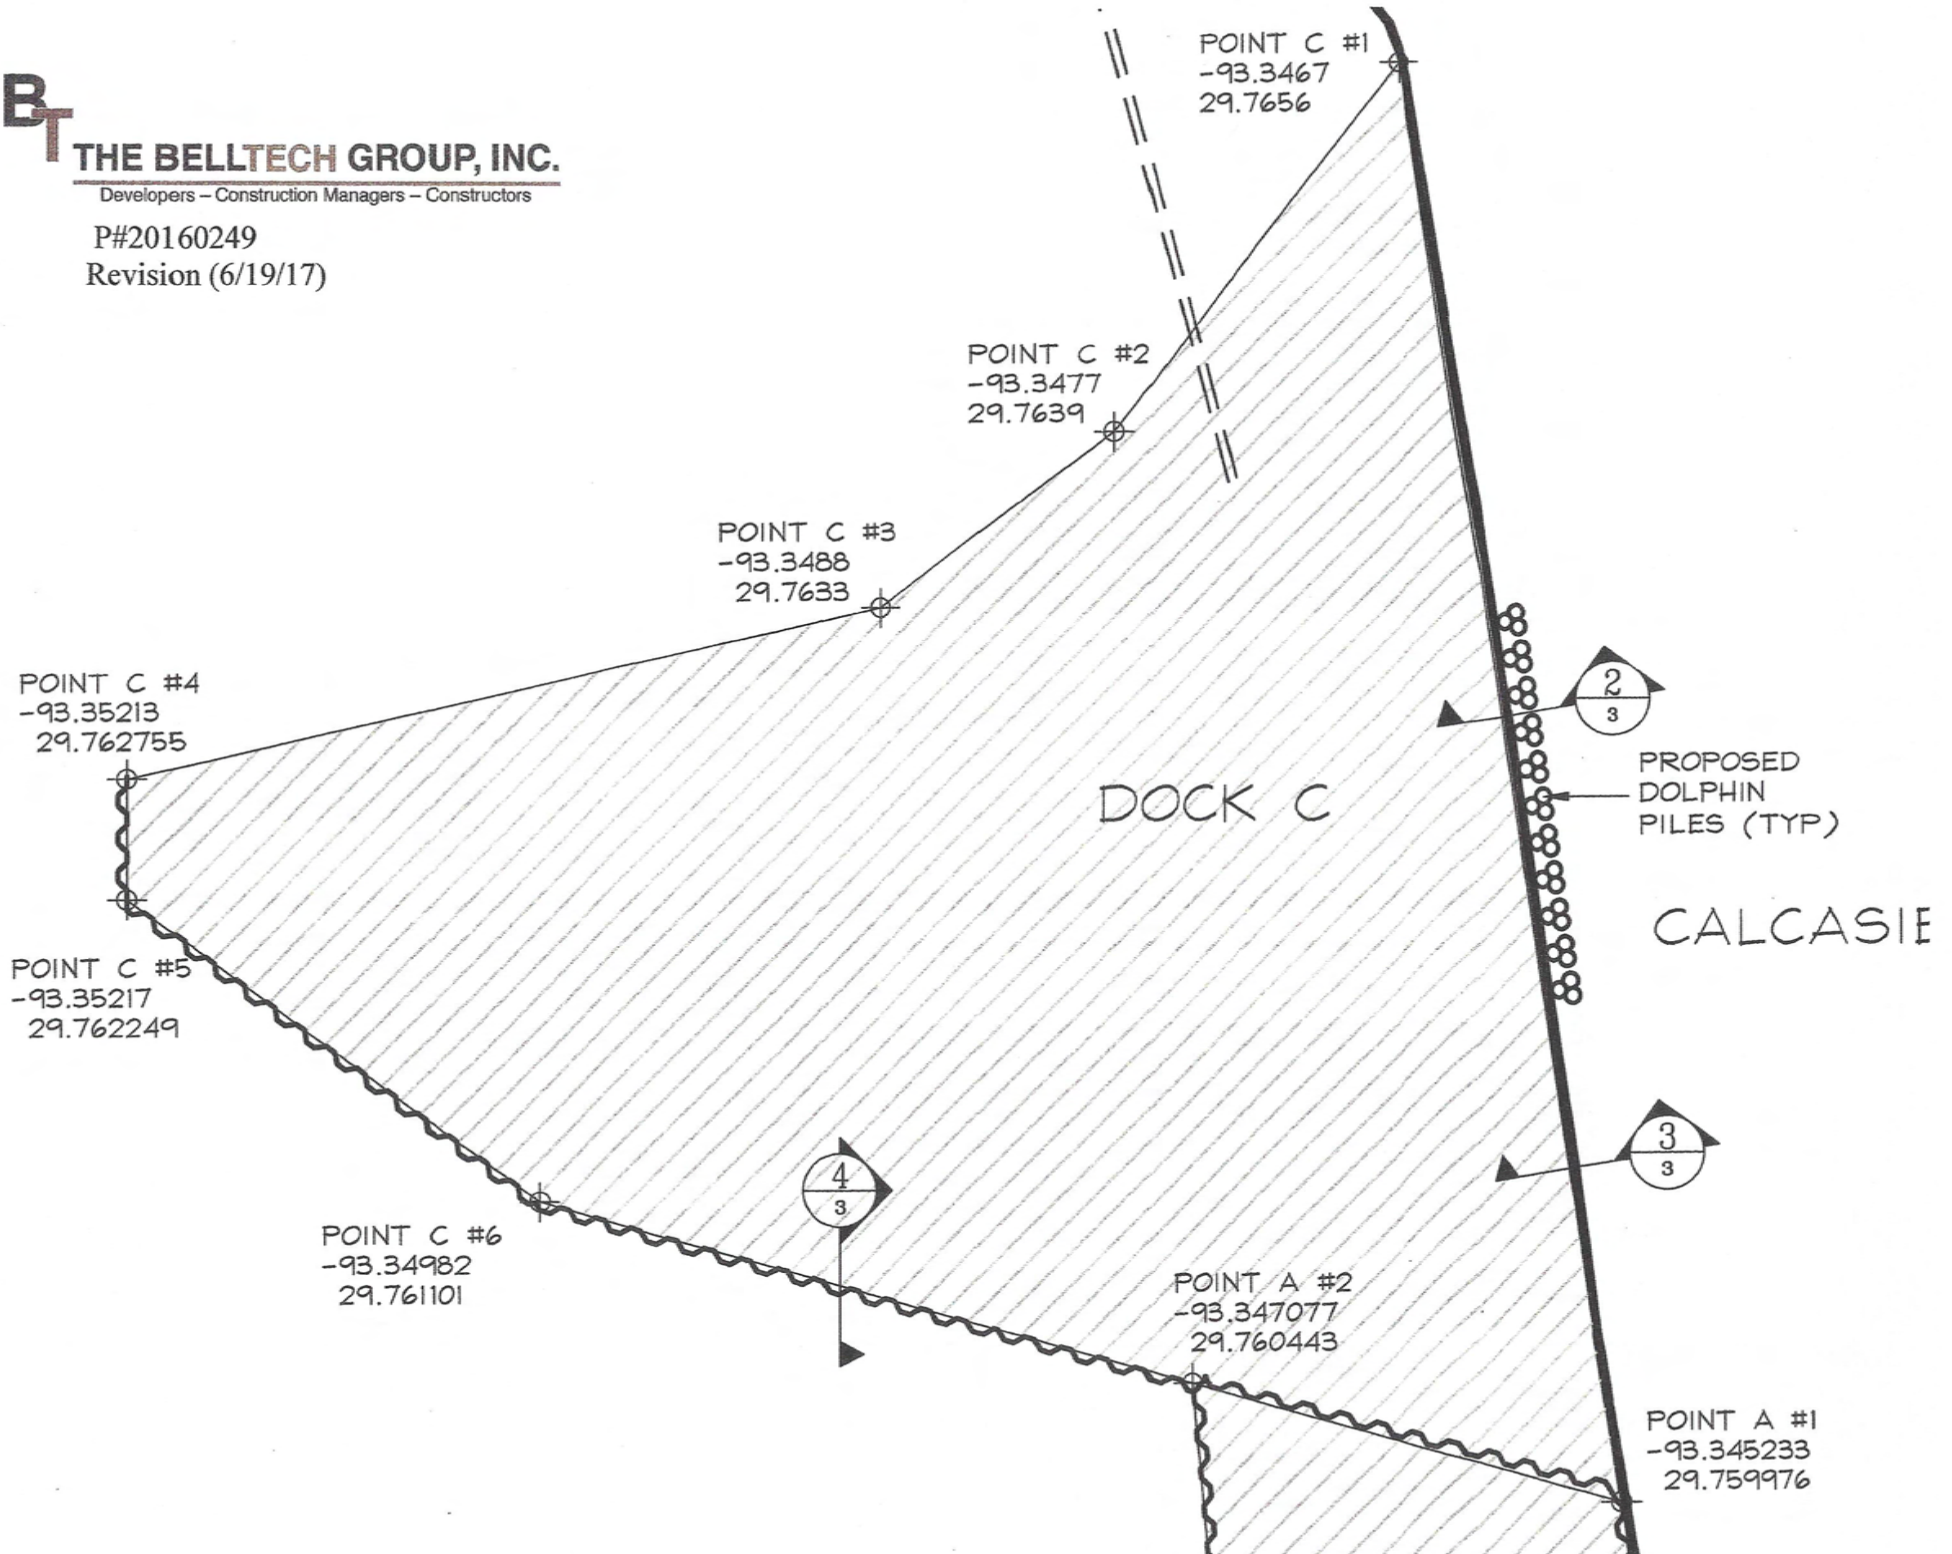 BT
THE BELLTECH GROUP, INC.
Developers – Construction Managers – Constructors
P#20160249
Revision (6/19/17)
POINT C #1
-93.3467
29.7656
POINT C #2
-93.3477
29.7639
POINT C #3
-93.3488
29.7633
POINT C #4
-93.35213
29.762755
2
3
PROPOSED
DOLPHIN
PILES (TYP)
DOCK C
CALCASIE
POINT C #5
-93.35217
29.762249
3
3
4
3
POINT C #6
-93.34982
29.761101
POINT A #2
-93.347077
29.760443
POINT A #1
-93.345233
29.759976